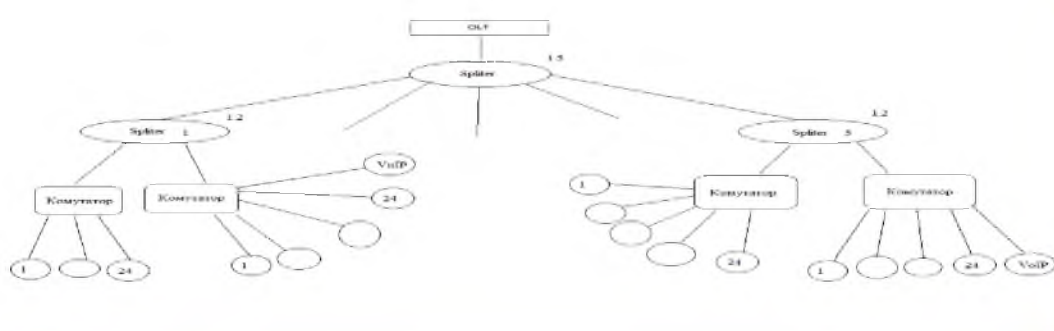 OLT
1:5
Spliter
1:2
Spliter 1
1:2
Spliter 5
VoIP
Комутатор
Комутатор
24
1
Комутатор
Комутатор
1
24
1
24
1
24
VoIP